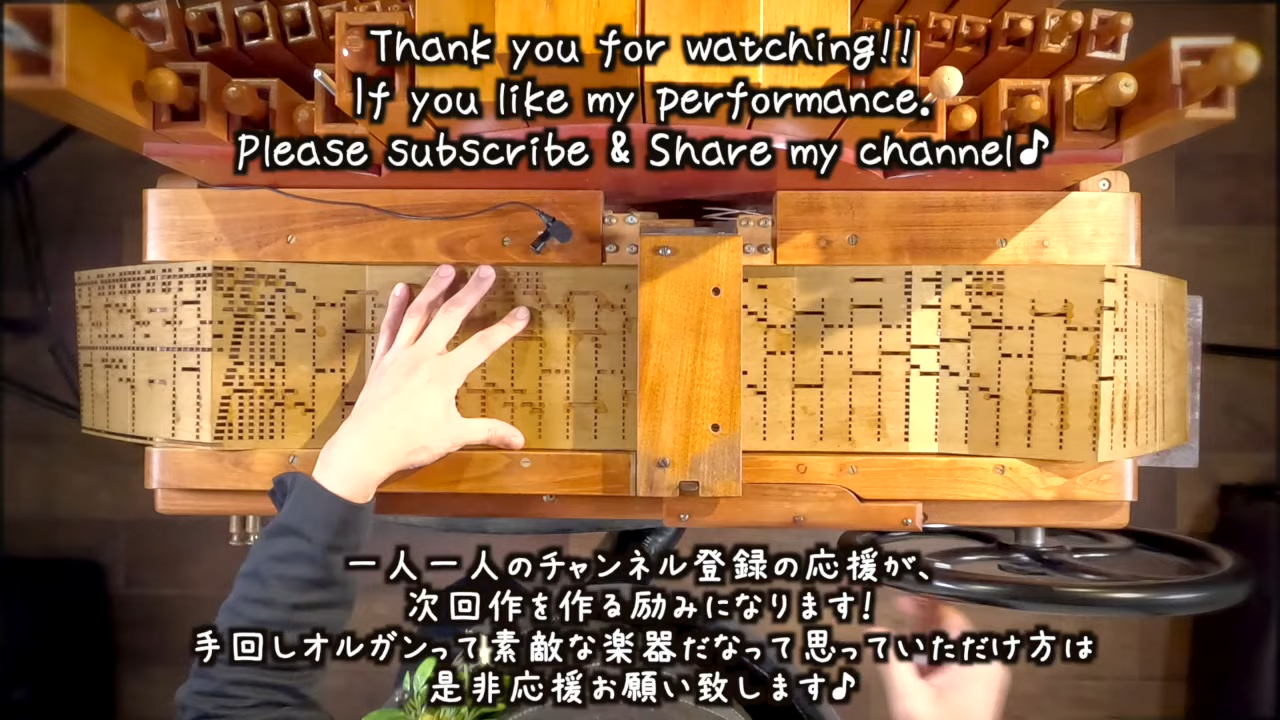 Thank you for watching!!
If you like my performance.
Please subscribe & Share my channel♪
一人一人のチャンネル登録の応援が、
次回作を作る励みになります!
手回しオルガンって素敵な楽器だなって思っていただけ方は
是非応援お願い致します♪